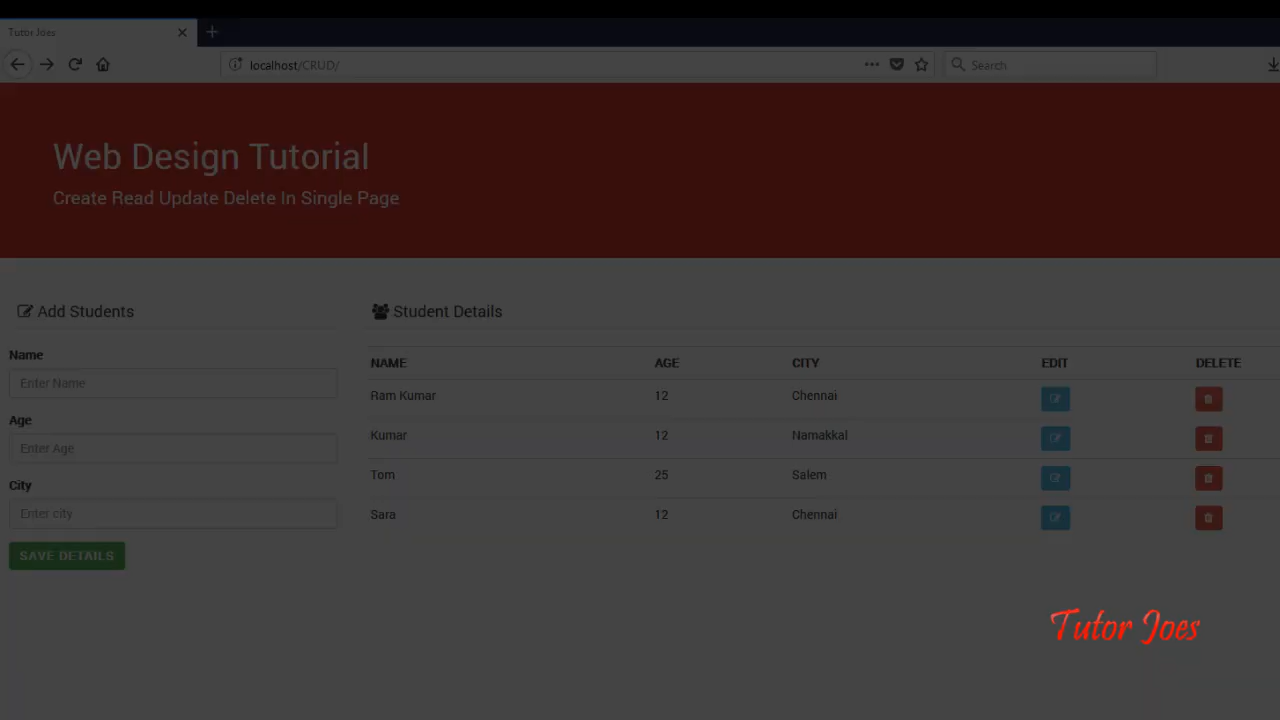 Tutor Joes
localhost/CRUD/
Search
Web Design Tutorial
Create Read Update Delete In Single Page
Add Students
Name
Enter Name
Age
Enter Age
City
Enter city
SAVE DETAILS
Student Details
NAME AGE CITY EDIT DELETE
Ram Kumar 12 Chennai
Kumar 12 Namakkal
Tom 25 Salem
Sara 12 Chennai
Tutor Joes